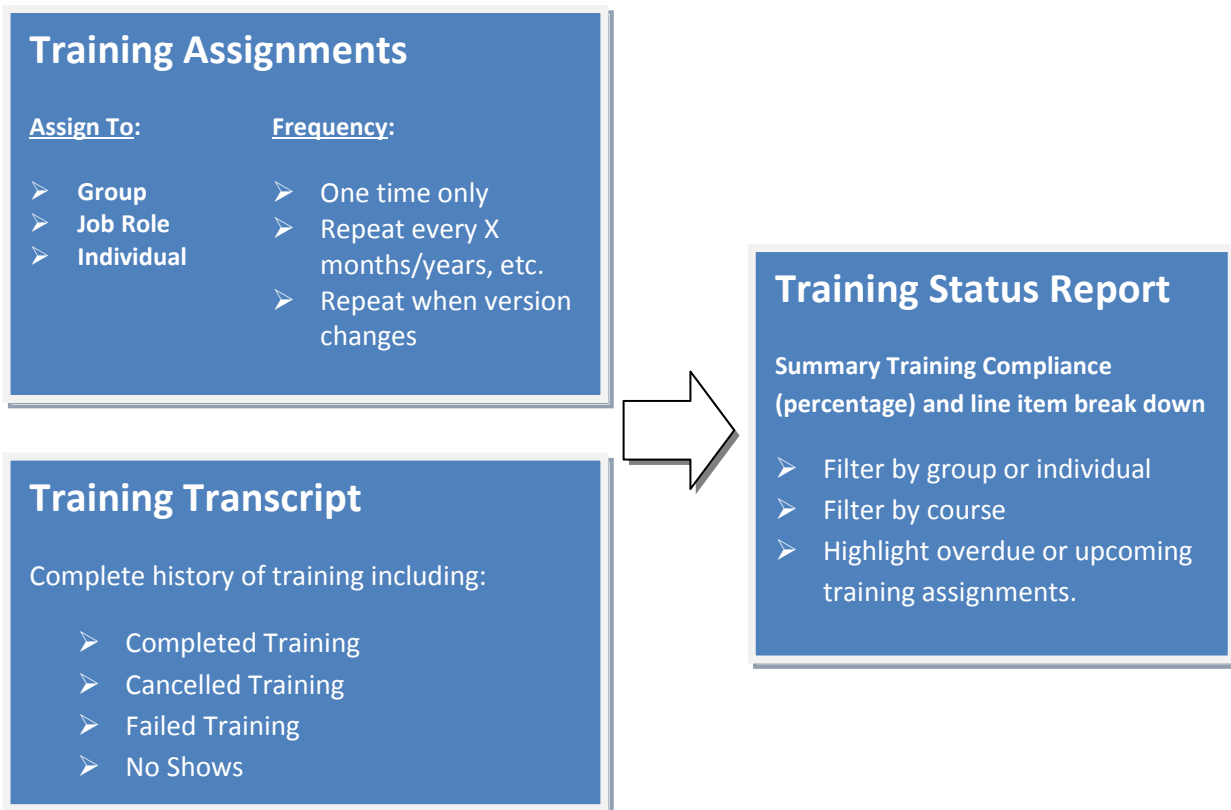 Training Assignments
Assign To:
➢ Group
➢ Job Role
➢ Individual
Frequency:
➢ One time only
➢ Repeat every X
months/years, etc.
➢ Repeat when version
changes
Training Transcript
Complete history of training including:
➢ Completed Training
➢ Cancelled Training
➢ Failed Training
➢ No Shows
Training Status Report
Summary Training Compliance
(percentage) and line item break down
➢ Filter by group or individual
➢ Filter by course
➢ Highlight overdue or upcoming
training assignments.